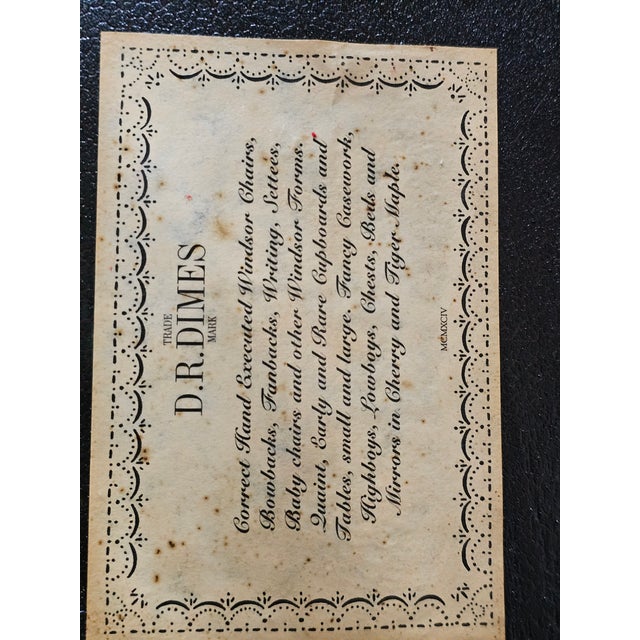 TRADE
D.R.DIMES
MARK
Correct Hand Executed Windsor Chairs,
Bowbacks, Fanbacks, Writing, Settees,
Baby chairs and other Windsor Forms.
Quaint, Early and Rare Cupboards and
Tables, small and large. Fancy Casework,
Highboys, Lowboys, Chests, Beds and
Mirrors in Cherry and Tiger Maple.
MCMXCIV